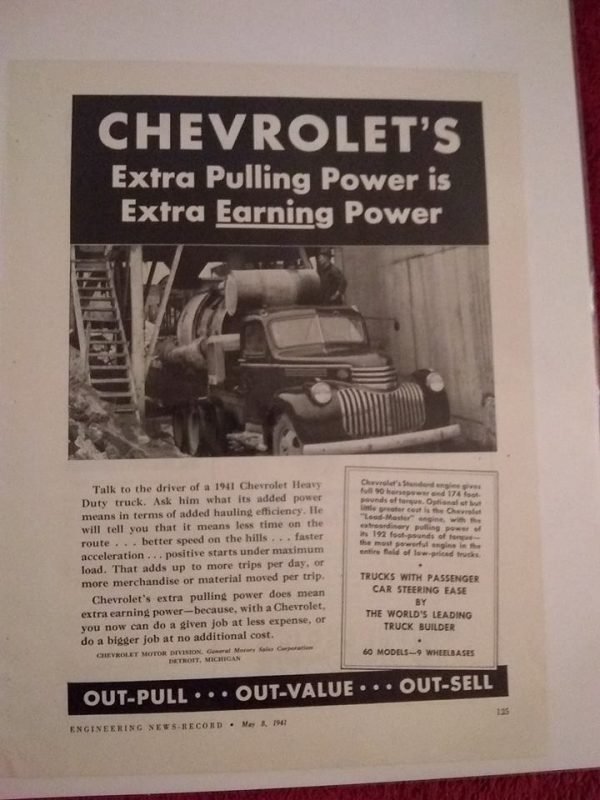 CHEVROLET'S
Extra Pulling Power is
Extra Earning Power
Talk to the driver of a 1941 Chevrolet Heavy
Duty truck. Ask him what its added power
means in terms of added hauling efficiency. He
will tell you that it means less time on the
route . . . better speed on the hills . . . faster
acceleration . . . positive starts under maximum
load. That adds up to more trips per day, or
more merchandise or material moved per trip.
Chevrolet's extra pulling power does mean
extra earning power—because, with a Chevrolet,
you now can do a given job at less expense, or
do a bigger job at no additional cost.
CHEVROLET MOTOR DIVISION, General Motors Sales Corporation
DETROIT, MICHIGAN
Chevrolet's Standard engine gives
full 90 horsepower and 174 foot-
pounds of torque. Optional at but
little greater cost is the Chevrolet
"Load-Master" engine, with the
extraordinary pulling power of
its 192 foot-pounds of torque—
the most powerful engine in the
entire field of low-priced trucks.
•
TRUCKS WITH PASSENGER
CAR STEERING EASE
BY
THE WORLD'S LEADING
TRUCK BUILDER
•
60 MODELS—9 WHEELBASES
OUT-PULL • • • OUT-VALUE • • • OUT-SELL
ENGINEERING NEWS-RECORD • May 8, 1941
125